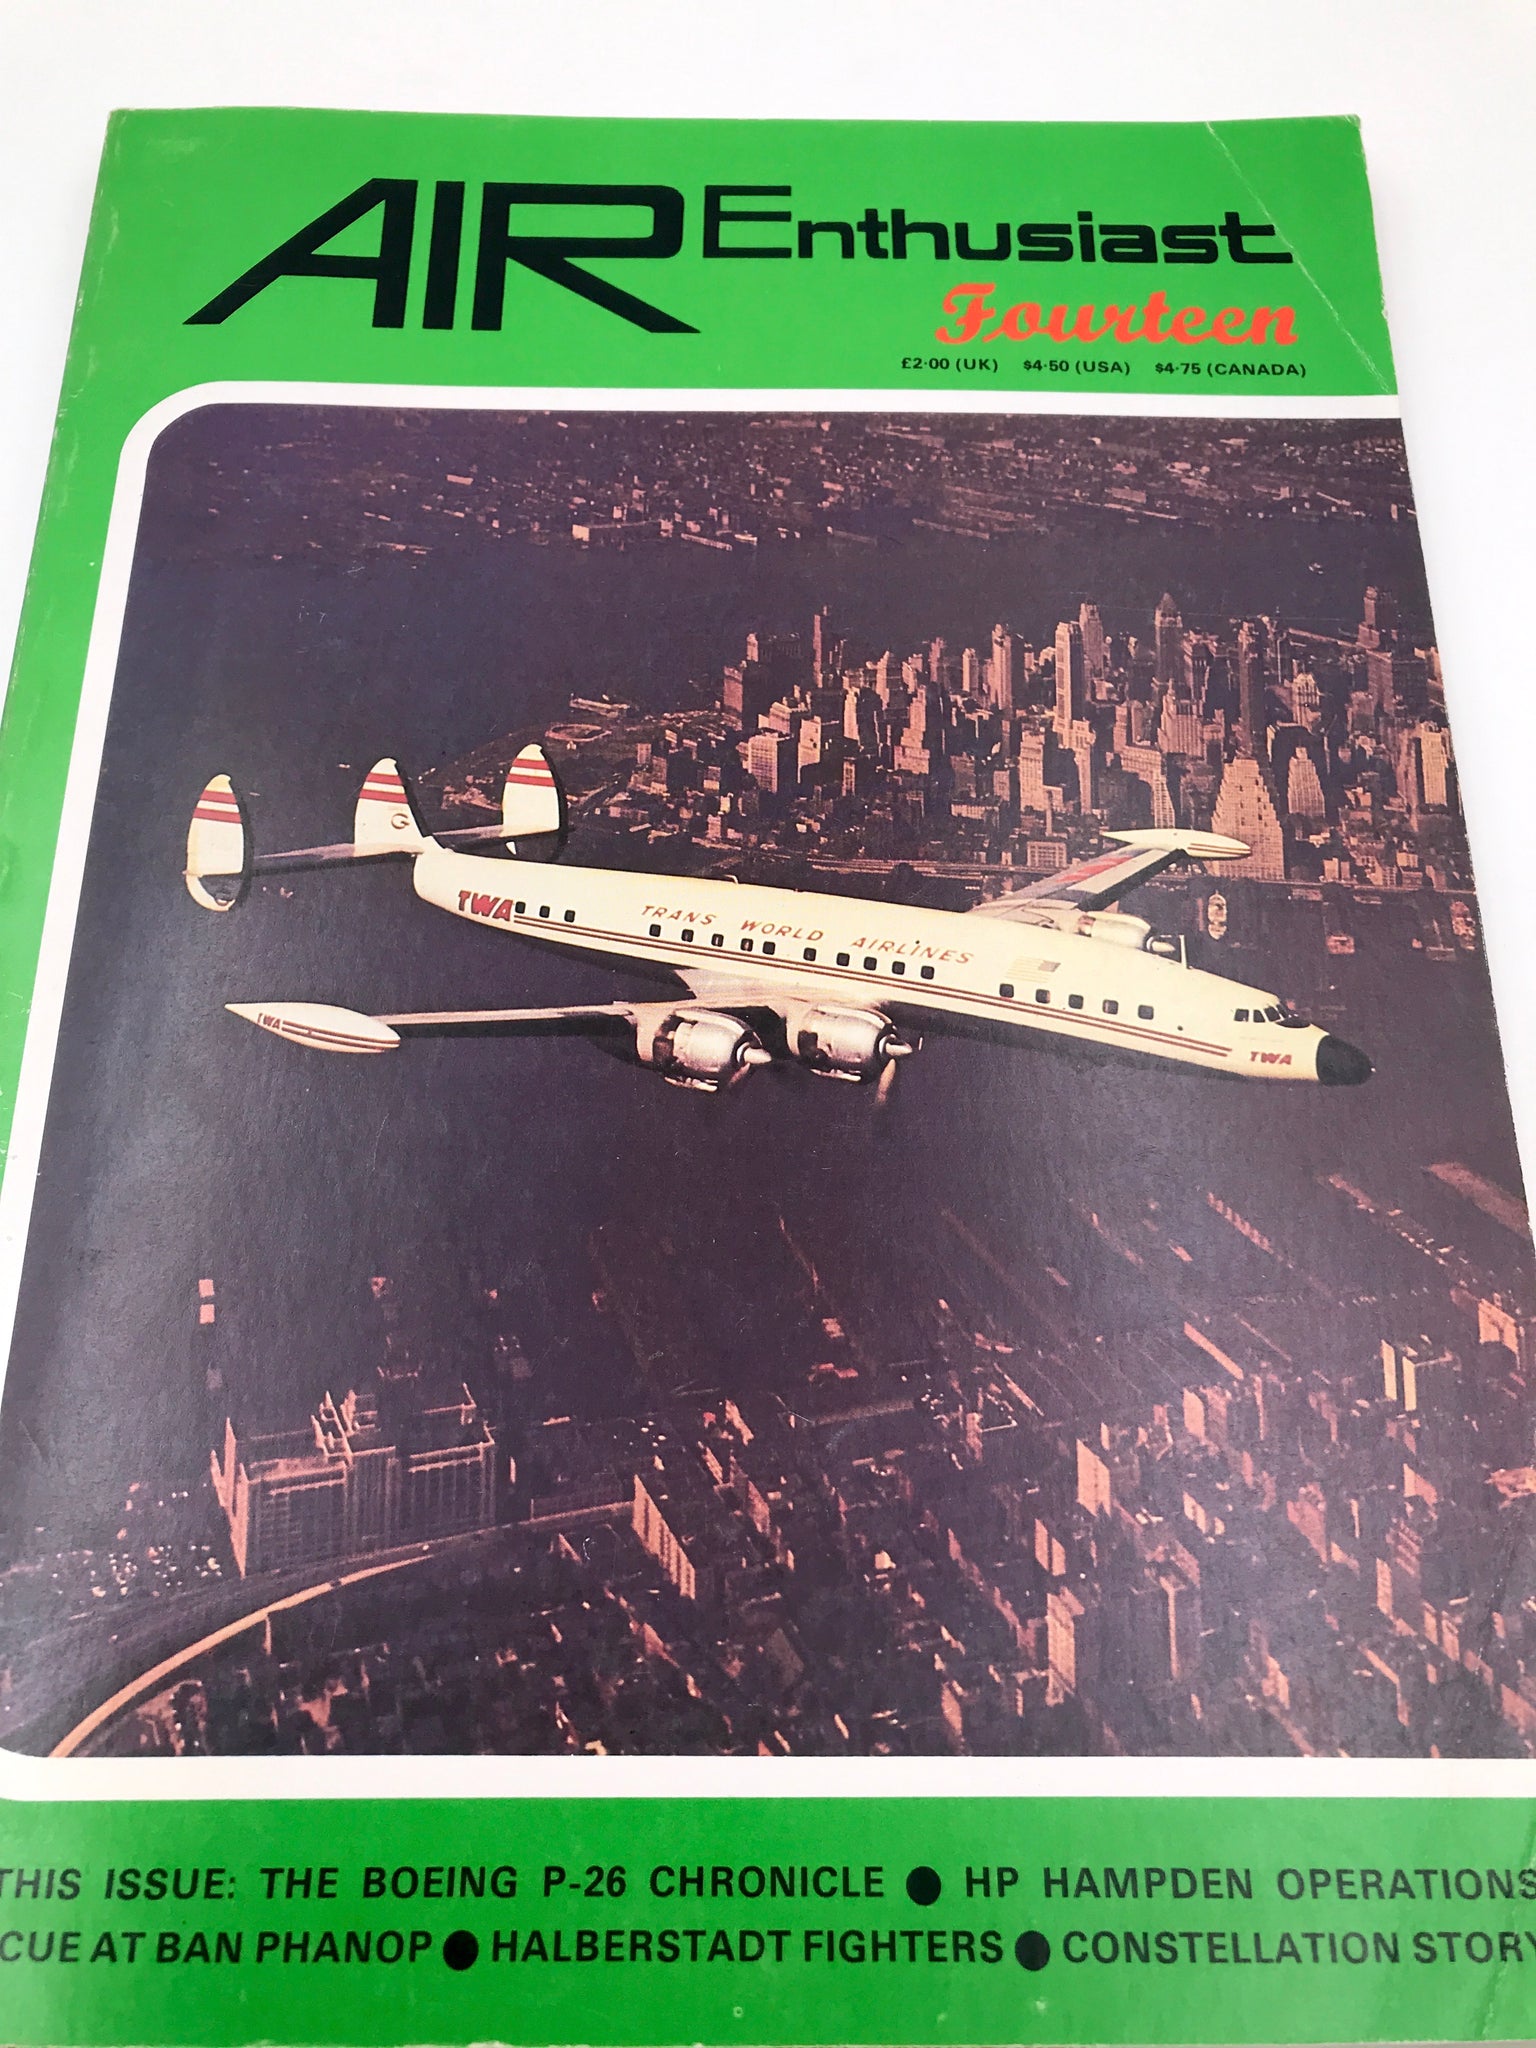 AIR Enthusiast
Fourteen
£2·00 (UK) $4·50 (USA) $4·75 (CANADA)
G
TWA
TRANS WORLD AIRLINES
TWA
TWA
THIS ISSUE: THE BOEING P-26 CHRONICLE ● HP HAMPDEN OPERATIONS
CUE AT BAN PHANOP ● HALBERSTADT FIGHTERS ● CONSTELLATION STORY